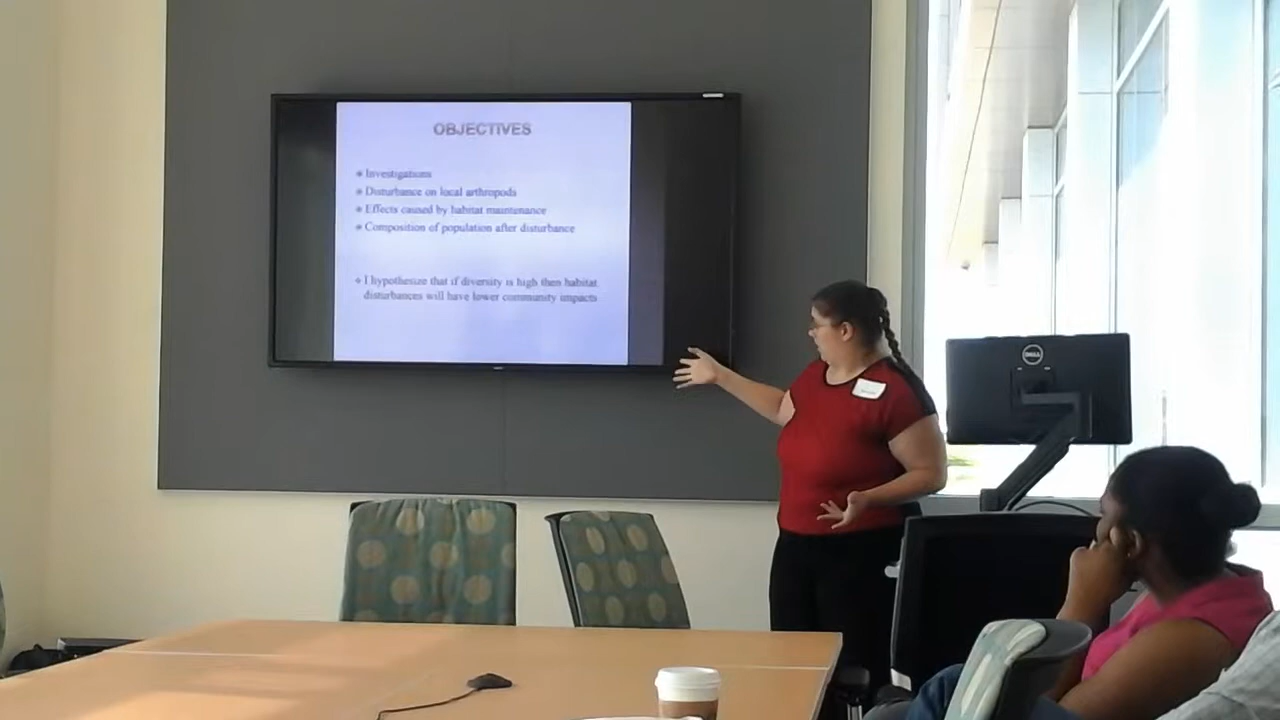 OBJECTIVES
Investigations
Disturbance on local arthropods
Effects caused by habitat maintenance
Composition of population after disturbance
I hypothesize that if diversity is high then habitat
disturbances will have lower community impacts
DELL